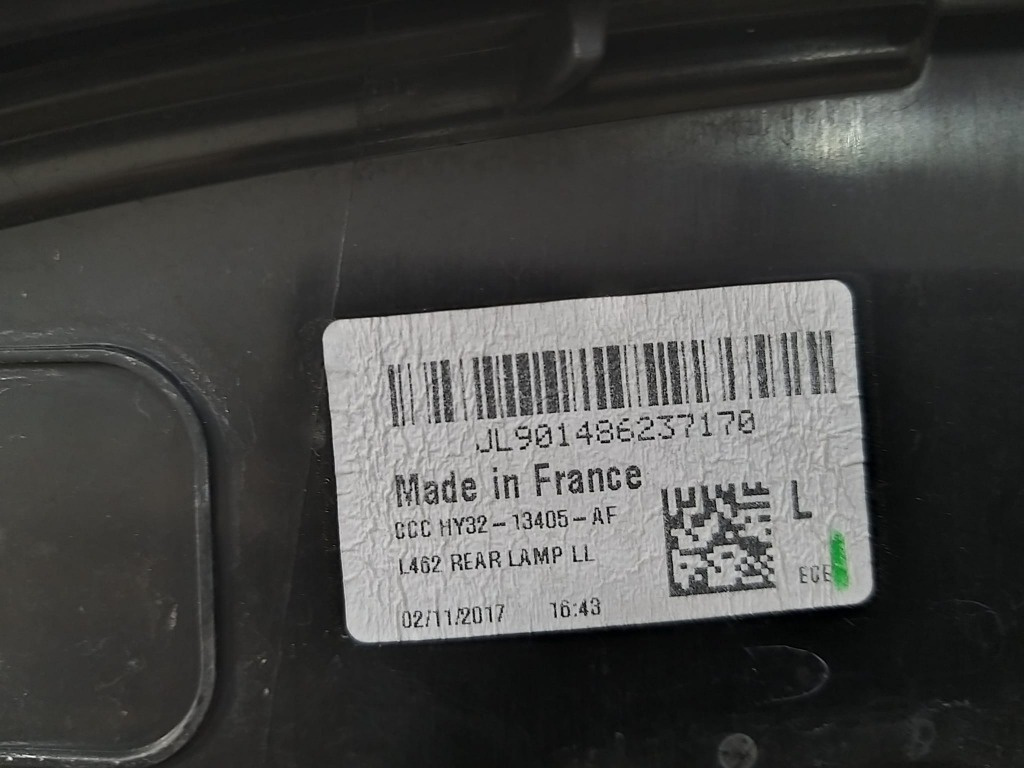 JL901486237170
Made in France
CCC HY32-13405-AF
L
L462 REAR LAMP LL
ECE
02/11/2017 16:43